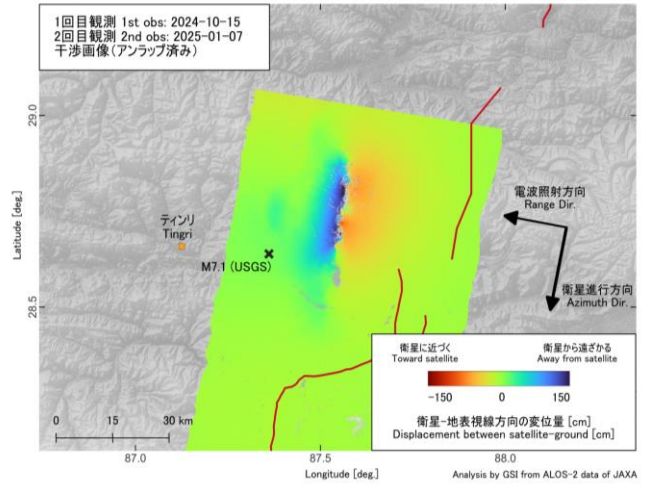 1回目観測 1st obs: 2024-10-15
2回目観測 2nd obs: 2025-01-07
干渉画像(アンラップ済み)
29.0
電波照射方向
Range Dir.
ティンリ
Tingri
Latitude [deg.]
M7.1 (USGS)
衛星進行方向
Azimuth Dir.
28.5
衛星に近づく
Toward satellite
衛星から遠ざかる
Away from satellite
-150 0 150
衛星-地表視線方向の変位量 [cm]
Displacement between satellite-ground [cm]
0 15 30 km
87.0 87.5 88.0
Longitude [deg.]
Analysis by GSI from ALOS-2 data of JAXA